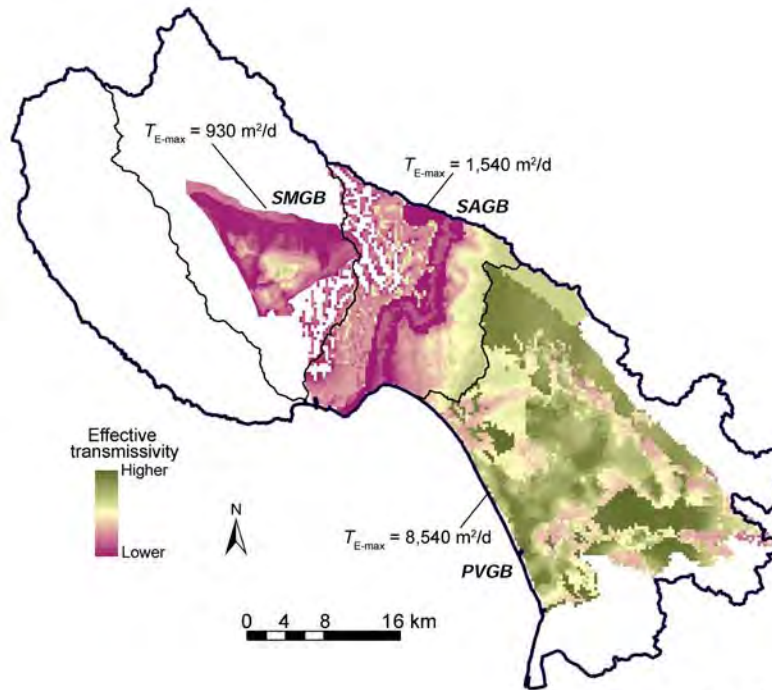 T_E-max = 930 m²/d
SMGB
T_E-max = 1,540 m²/d
SAGB
Effective
transmissivity
Higher
Lower
N
T_E-max = 8,540 m²/d
PVGB
0 4 8 16 km